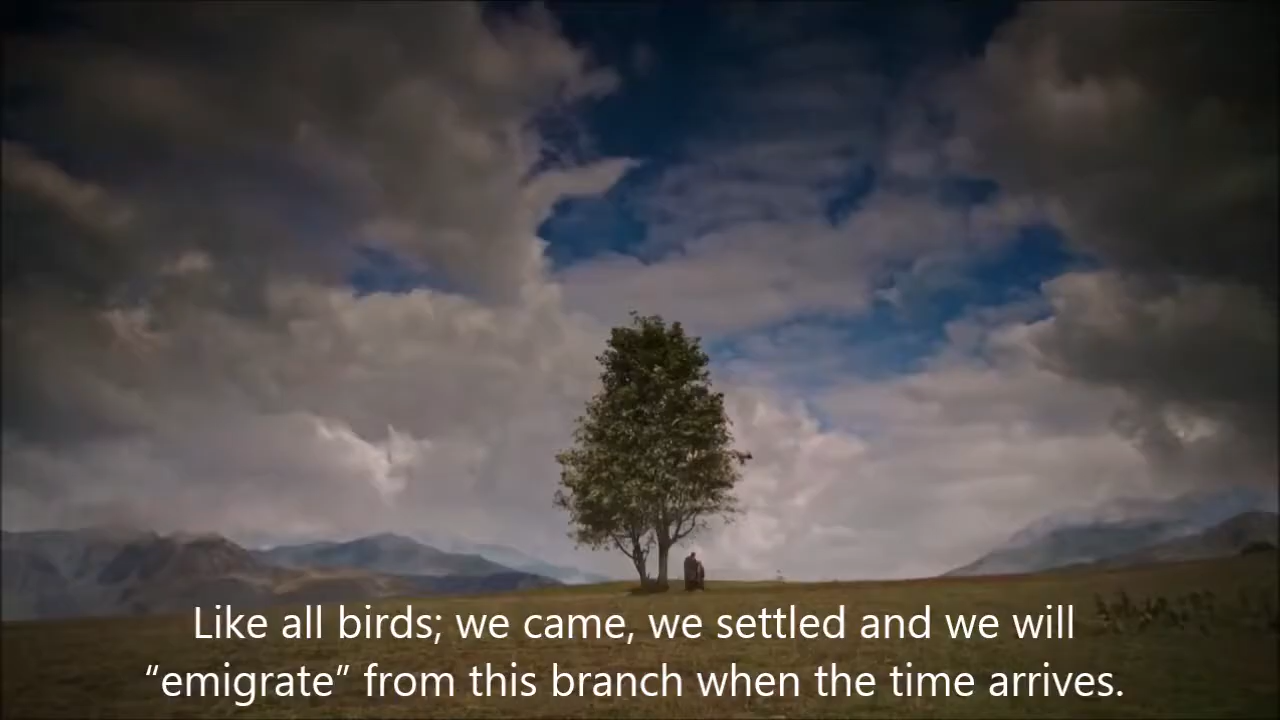 Like all birds; we came, we settled and we will
“emigrate” from this branch when the time arrives.